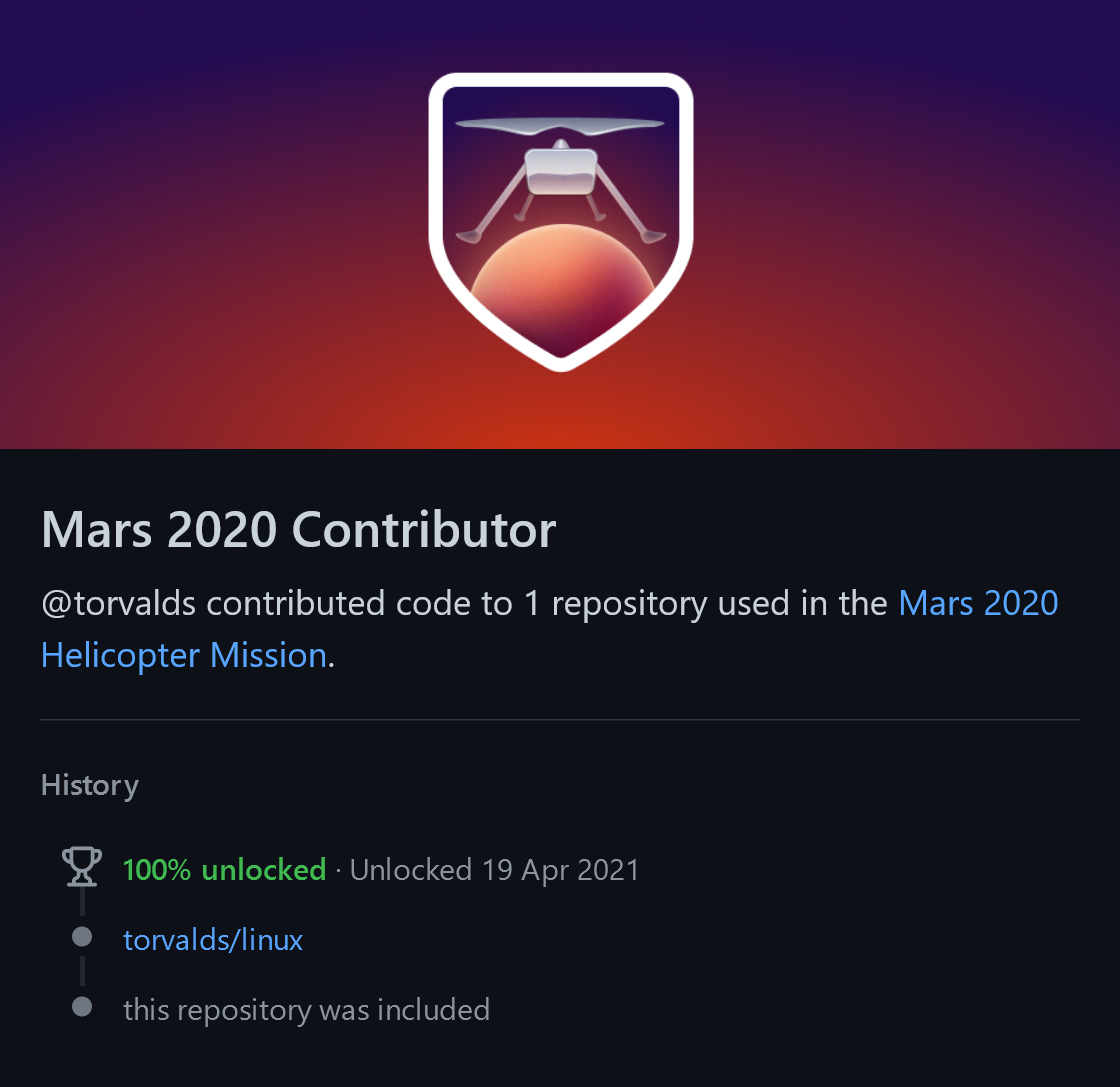 Mars 2020 Contributor
@torvalds contributed code to 1 repository used in the Mars 2020
Helicopter Mission.
History
100% unlocked · Unlocked 19 Apr 2021
torvalds/linux
this repository was included